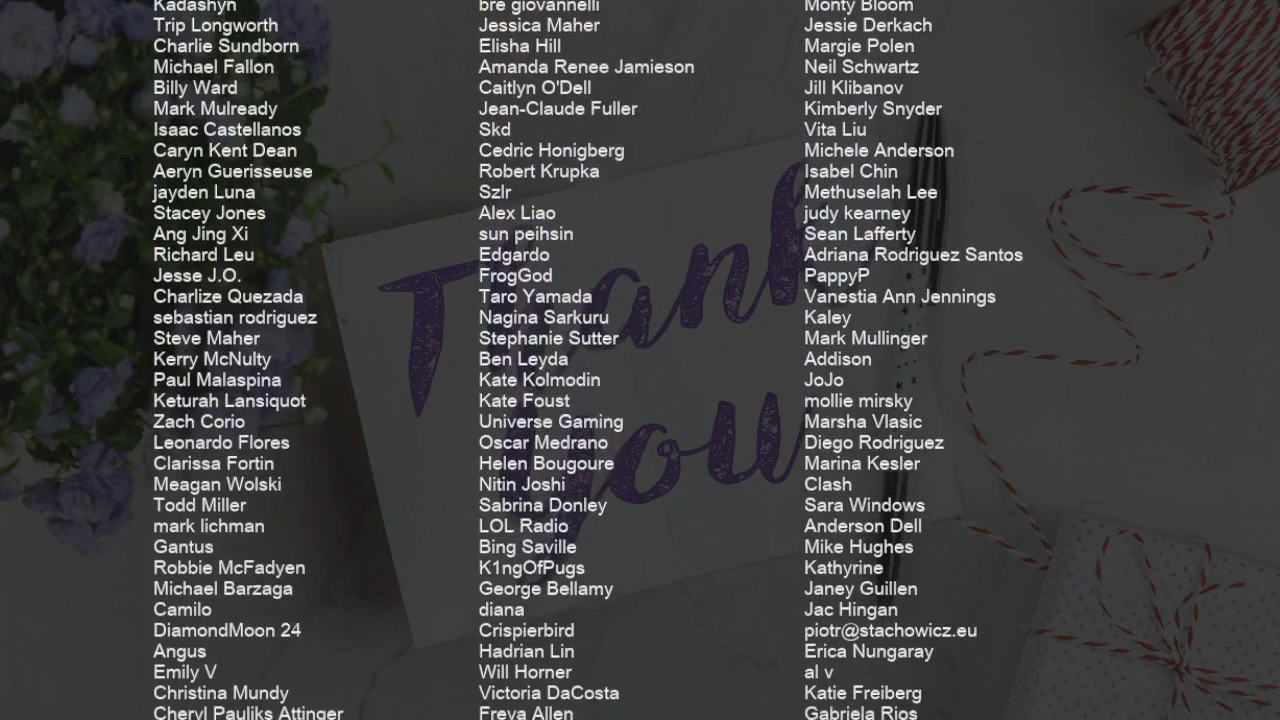 Kadashyn
Trip Longworth
Charlie Sundborn
Michael Fallon
Billy Ward
Mark Mulready
Isaac Castellanos
Caryn Kent Dean
Aeryn Guerisseuse
jayden Luna
Stacey Jones
Ang Jing Xi
Richard Leu
Jesse J.O.
Charlize Quezada
sebastian rodriguez
Steve Maher
Kerry McNulty
Paul Malaspina
Keturah Lansiquot
Zach Corio
Leonardo Flores
Clarissa Fortin
Meagan Wolski
Todd Miller
mark lichman
Gantus
Robbie McFadyen
Michael Barzaga
Camilo
DiamondMoon 24
Angus
Emily V
Christina Mundy
Cheryl Pauliks Attinger
bre giovannelli
Jessica Maher
Elisha Hill
Amanda Renee Jamieson
Caitlyn O'Dell
Jean-Claude Fuller
Skd
Cedric Honigberg
Robert Krupka
Szlr
Alex Liao
sun peihsin
Edgardo
FrogGod
Taro Yamada
Nagina Sarkuru
Stephanie Sutter
Ben Leyda
Kate Kolmodin
Kate Foust
Universe Gaming
Oscar Medrano
Helen Bougoure
Nitin Joshi
Sabrina Donley
LOL Radio
Bing Saville
K1ngOfPugs
George Bellamy
diana
Crispierbird
Hadrian Lin
Will Horner
Victoria DaCosta
Freya Allen
Monty Bloom
Jessie Derkach
Margie Polen
Neil Schwartz
Jill Klibanov
Kimberly Snyder
Vita Liu
Michele Anderson
Isabel Chin
Methuselah Lee
judy kearney
Sean Lafferty
Adriana Rodriguez Santos
PappyP
Vanestia Ann Jennings
Kaley
Mark Mullinger
Addison
JoJo
mollie mirsky
Marsha Vlasic
Diego Rodriguez
Marina Kesler
Clash
Sara Windows
Anderson Dell
Mike Hughes
Kathyrine
Janey Guillen
Jac Hingan
piotr@stachowicz.eu
Erica Nungaray
al v
Katie Freiberg
Gabriela Rios
Thank
you